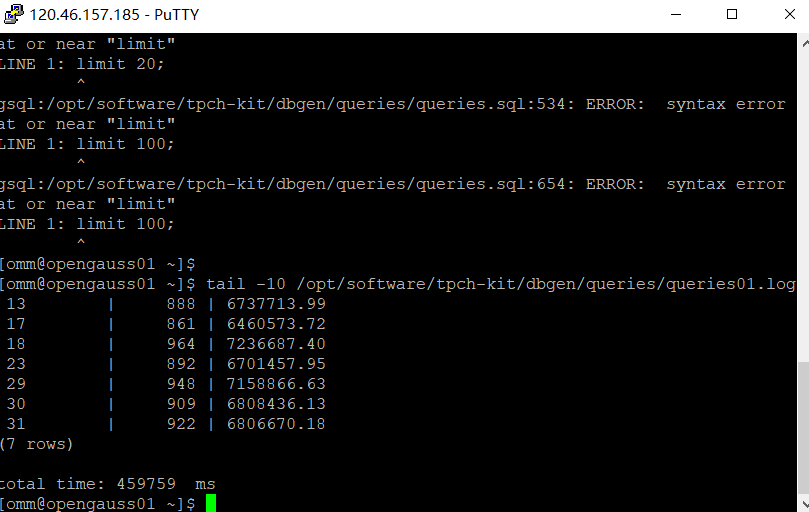 120.46.157.185 - PuTTY
at or near "limit"
LINE 1: limit 20;
        ^
gsql:/opt/software/tpch-kit/dbgen/queries/queries.sql:534: ERROR:  syntax error
at or near "limit"
LINE 1: limit 100;
        ^
gsql:/opt/software/tpch-kit/dbgen/queries/queries.sql:654: ERROR:  syntax error
at or near "limit"
LINE 1: limit 100;
        ^
[omm@opengauss01 ~]$
[omm@opengauss01 ~]$ tail -10 /opt/software/tpch-kit/dbgen/queries/queries01.log
 13        |     888 | 6737713.99
 17        |     861 | 6460573.72
 18        |     964 | 7236687.40
 23        |     892 | 6701457.95
 29        |     948 | 7158866.63
 30        |     909 | 6808436.13
 31        |     922 | 6806670.18
(7 rows)

total time: 459759  ms
[omm@opengauss01 ~]$